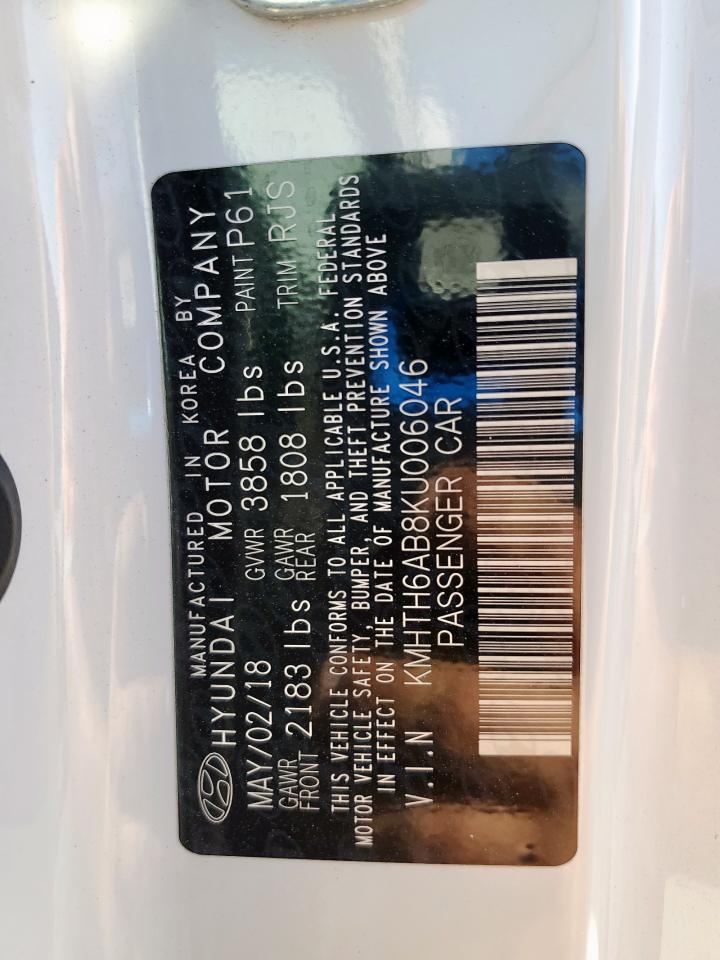 MANUFACTURED IN KOREA BY
HYUNDAI MOTOR COMPANY
MAY/02/18 GVWR 3858 lbs PAINT P61
GAWR FRONT 2183 lbs GAWR REAR 1808 lbs TRIM RJS
THIS VEHICLE CONFORMS TO ALL APPLICABLE U.S.A. FEDERAL
MOTOR VEHICLE SAFETY, BUMPER, AND THEFT PREVENTION STANDARDS
IN EFFECT ON THE DATE OF MANUFACTURE SHOWN ABOVE
V.I.N KMHTH6AB8KU006046
PASSENGER CAR